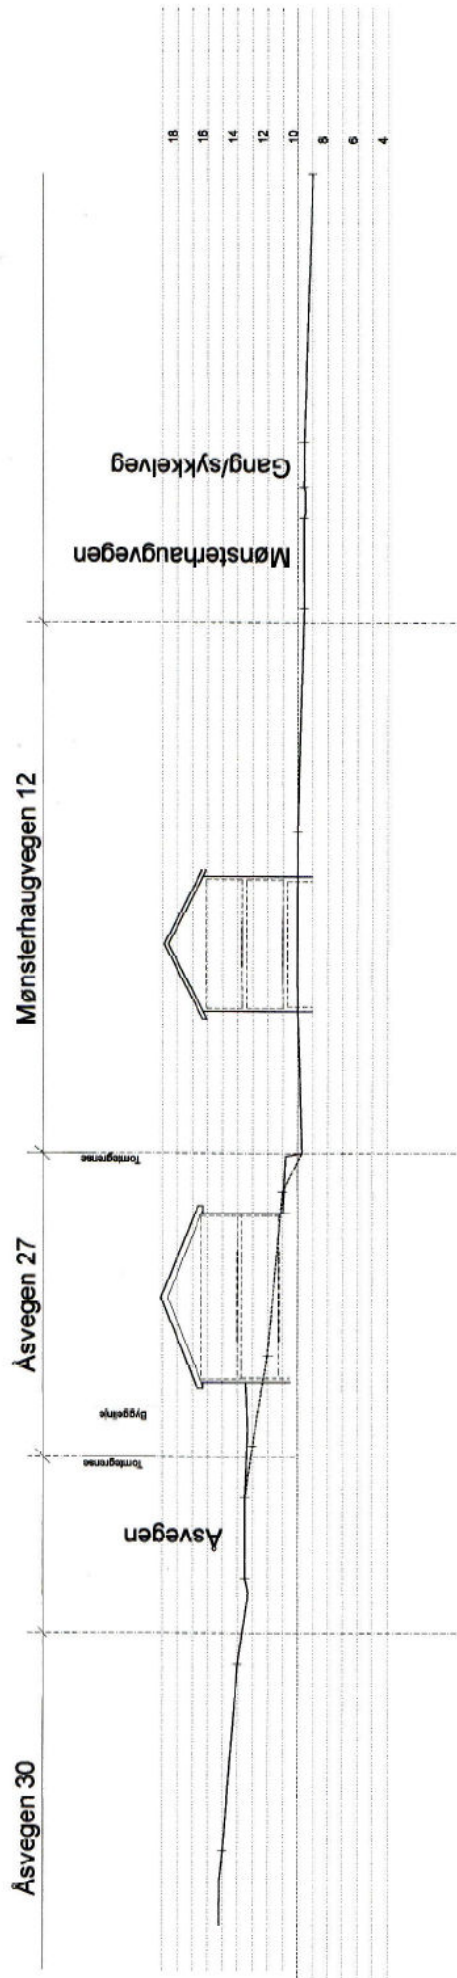 Åsvegen 30
Åsvegen 27
Mønsterhaugvegen 12
Åsvegen
Tomtegrense
Byggelinje
Tomtegrense
Mønsterhaugvegen
Gang/sykkelveg
18
16
14
12
10
8
6
4